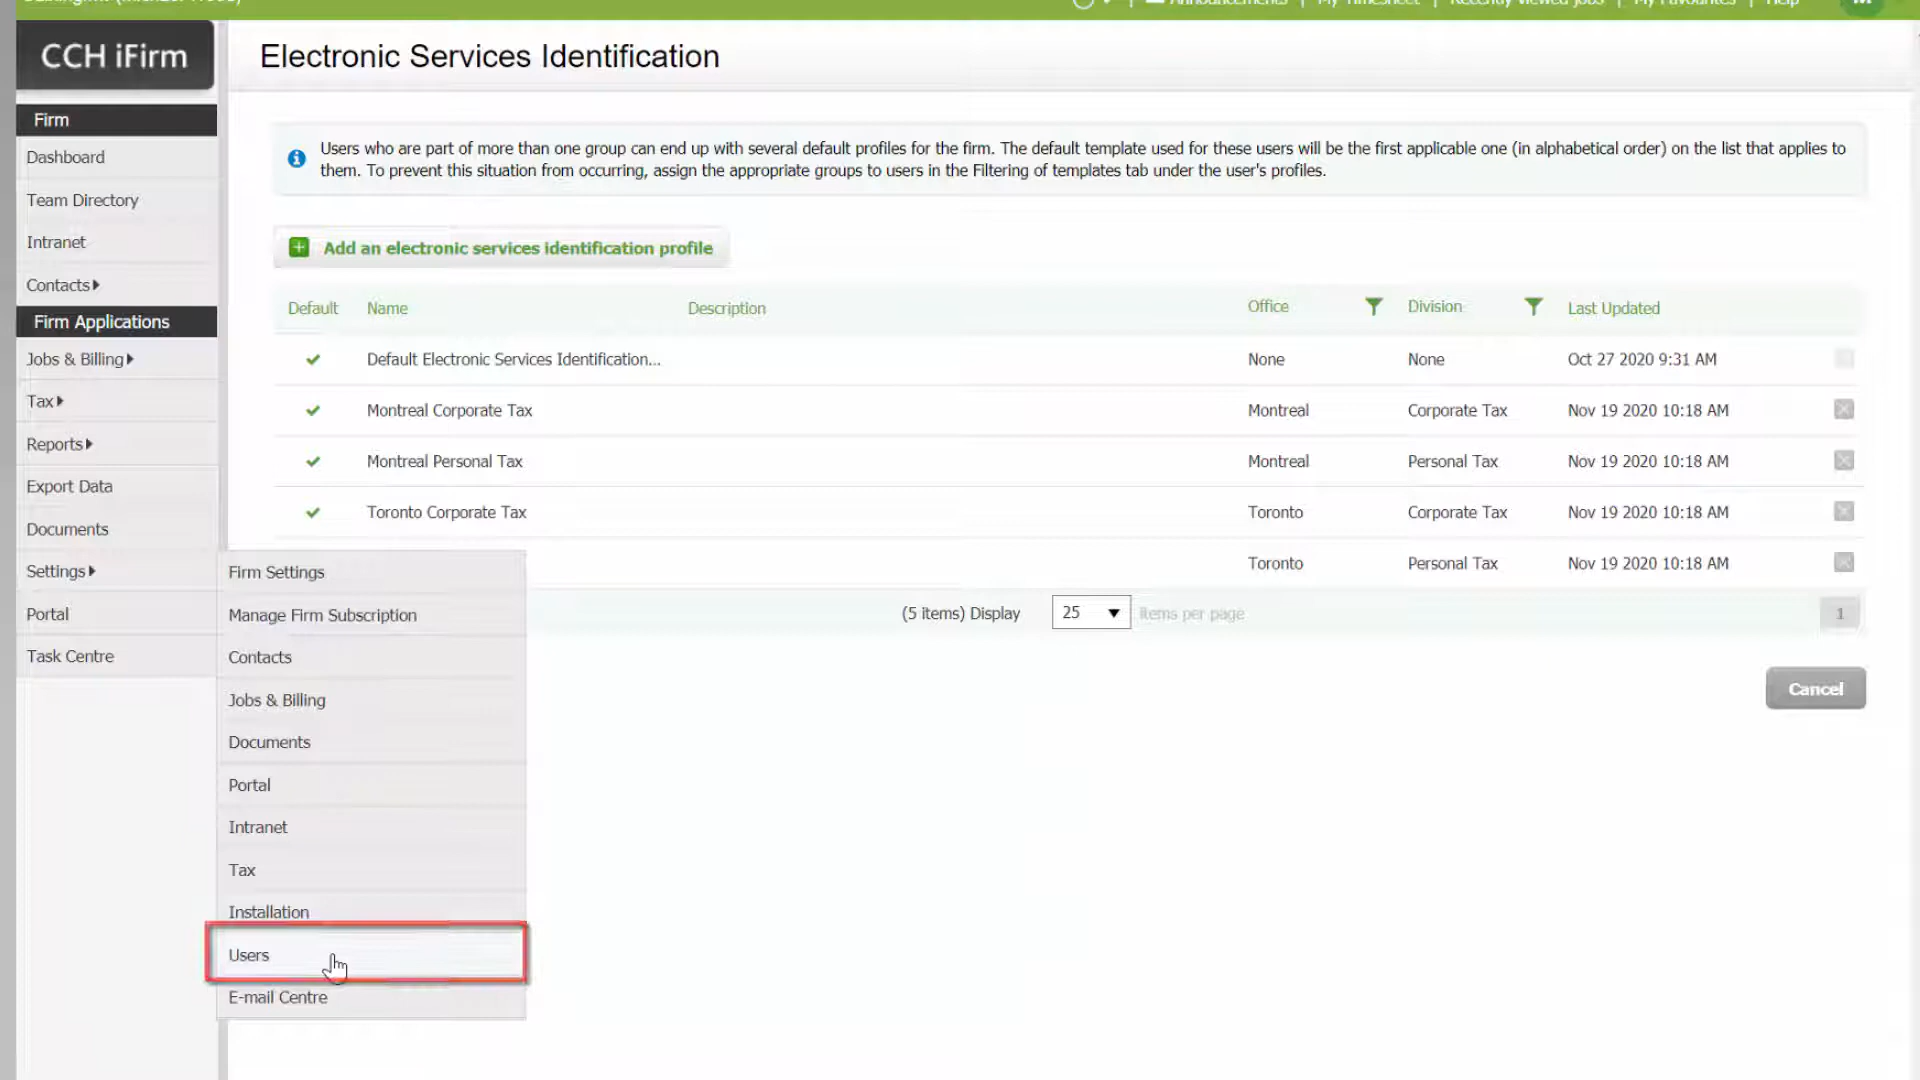 CCH iFirm
Electronic Services Identification
Firm
Dashboard
Team Directory
Intranet
Contacts
Firm Applications
Jobs & Billing
Tax
Reports
Export Data
Documents
Settings
Portal
Task Centre
Users who are part of more than one group can end up with several default profiles for the firm. The default template used for these users will be the first applicable one (in alphabetical order) on the list that applies to
them. To prevent this situation from occurring, assign the appropriate groups to users in the Filtering of templates tab under the user's profiles.
Add an electronic services identification profile
Default Name Description Office Division Last Updated
Default Electronic Services Identification... None None Oct 27 2020 9:31 AM
Montreal Corporate Tax Montreal Corporate Tax Nov 19 2020 10:18 AM
Montreal Personal Tax Montreal Personal Tax Nov 19 2020 10:18 AM
Toronto Corporate Tax Toronto Corporate Tax Nov 19 2020 10:18 AM
Toronto Personal Tax Nov 19 2020 10:18 AM
(5 items) Display 25 items per page 1
Cancel
Firm Settings
Manage Firm Subscription
Contacts
Jobs & Billing
Documents
Portal
Intranet
Tax
Installation
Users
E-mail Centre